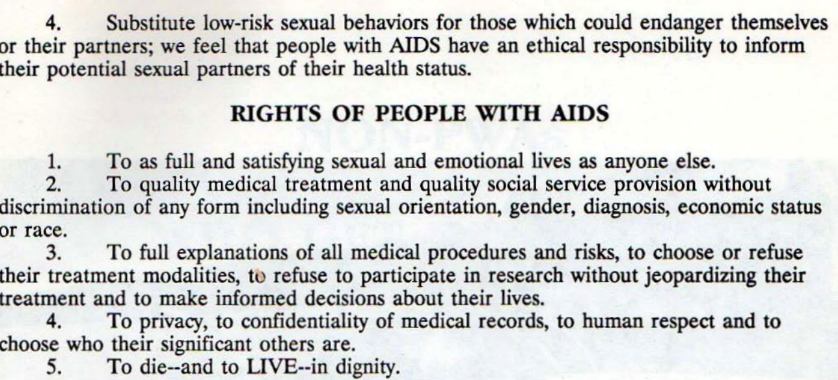 4. Substitute low-risk sexual behaviors for those which could endanger themselves
or their partners; we feel that people with AIDS have an ethical responsibility to inform
their potential sexual partners of their health status.
RIGHTS OF PEOPLE WITH AIDS
1. To as full and satisfying sexual and emotional lives as anyone else.
2. To quality medical treatment and quality social service provision without
discrimination of any form including sexual orientation, gender, diagnosis, economic status
or race.
3. To full explanations of all medical procedures and risks, to choose or refuse
their treatment modalities, to refuse to participate in research without jeopardizing their
treatment and to make informed decisions about their lives.
4. To privacy, to confidentiality of medical records, to human respect and to
choose who their significant others are.
5. To die--and to LIVE--in dignity.